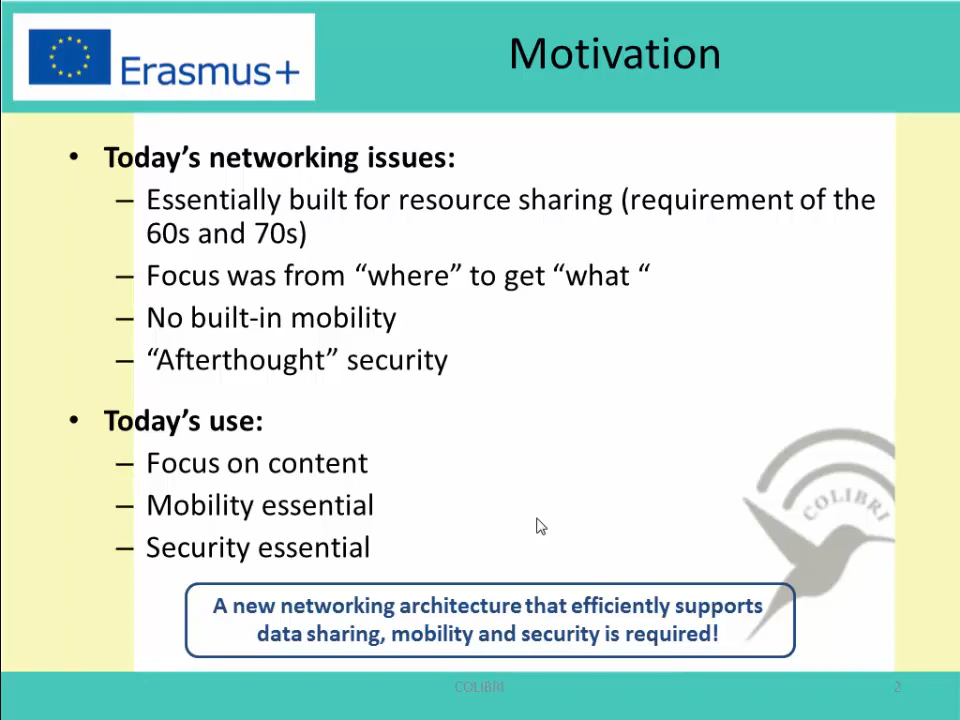 Erasmus+
Motivation
• Today’s networking issues:
– Essentially built for resource sharing (requirement of the
60s and 70s)
– Focus was from “where” to get “what “
– No built-in mobility
– “Afterthought” security
• Today’s use:
– Focus on content
– Mobility essential
– Security essential
COLIBRI
A new networking architecture that efficiently supports
data sharing, mobility and security is required!
COLIBRI
2